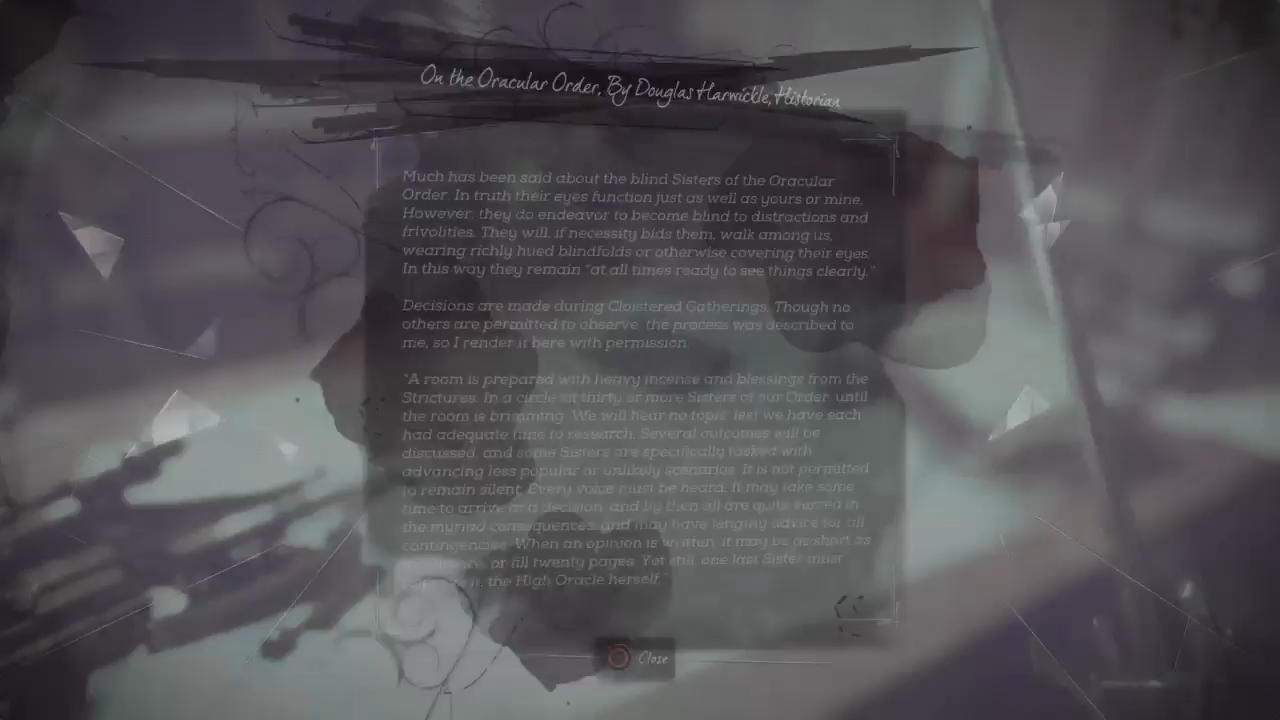 On the Oracular Order. By Douglas Harwickle, Historian
Much has been said about the blind Sisters of the Oracular
Order. In truth their eyes function just as well as yours or mine.
However, they do endeavor to become blind to distractions and
frivolities. They will, if necessity bids them, walk among us,
wearing richly hued blindfolds or otherwise covering their eyes.
In this way they remain "at all times ready to see things clearly."
Decisions are made during Cloistered Gatherings. Though no
others are permitted to observe, the process was described to
me, so I render it here with permission.
"A room is prepared with heavy incense and blessings from the
Strictures. In a circle sit thirty or more Sisters of our Order, until
the room is brimming. We will hear no topic lest we have each
had adequate time to research. Several outcomes will be
discussed, and some Sisters are specifically tasked with
advancing less popular or unlikely scenarios. It is not permitted
to remain silent. Every voice must be heard. It may take some
time to arrive at a decision, and by then all are quite versed in
the myriad consequences, and may have lengthy advice for all
contingencies. When an opinion is written, it may be as short as
or fill twenty pages. Yet still, one last Sister must
it, the High Oracle herself."
Close